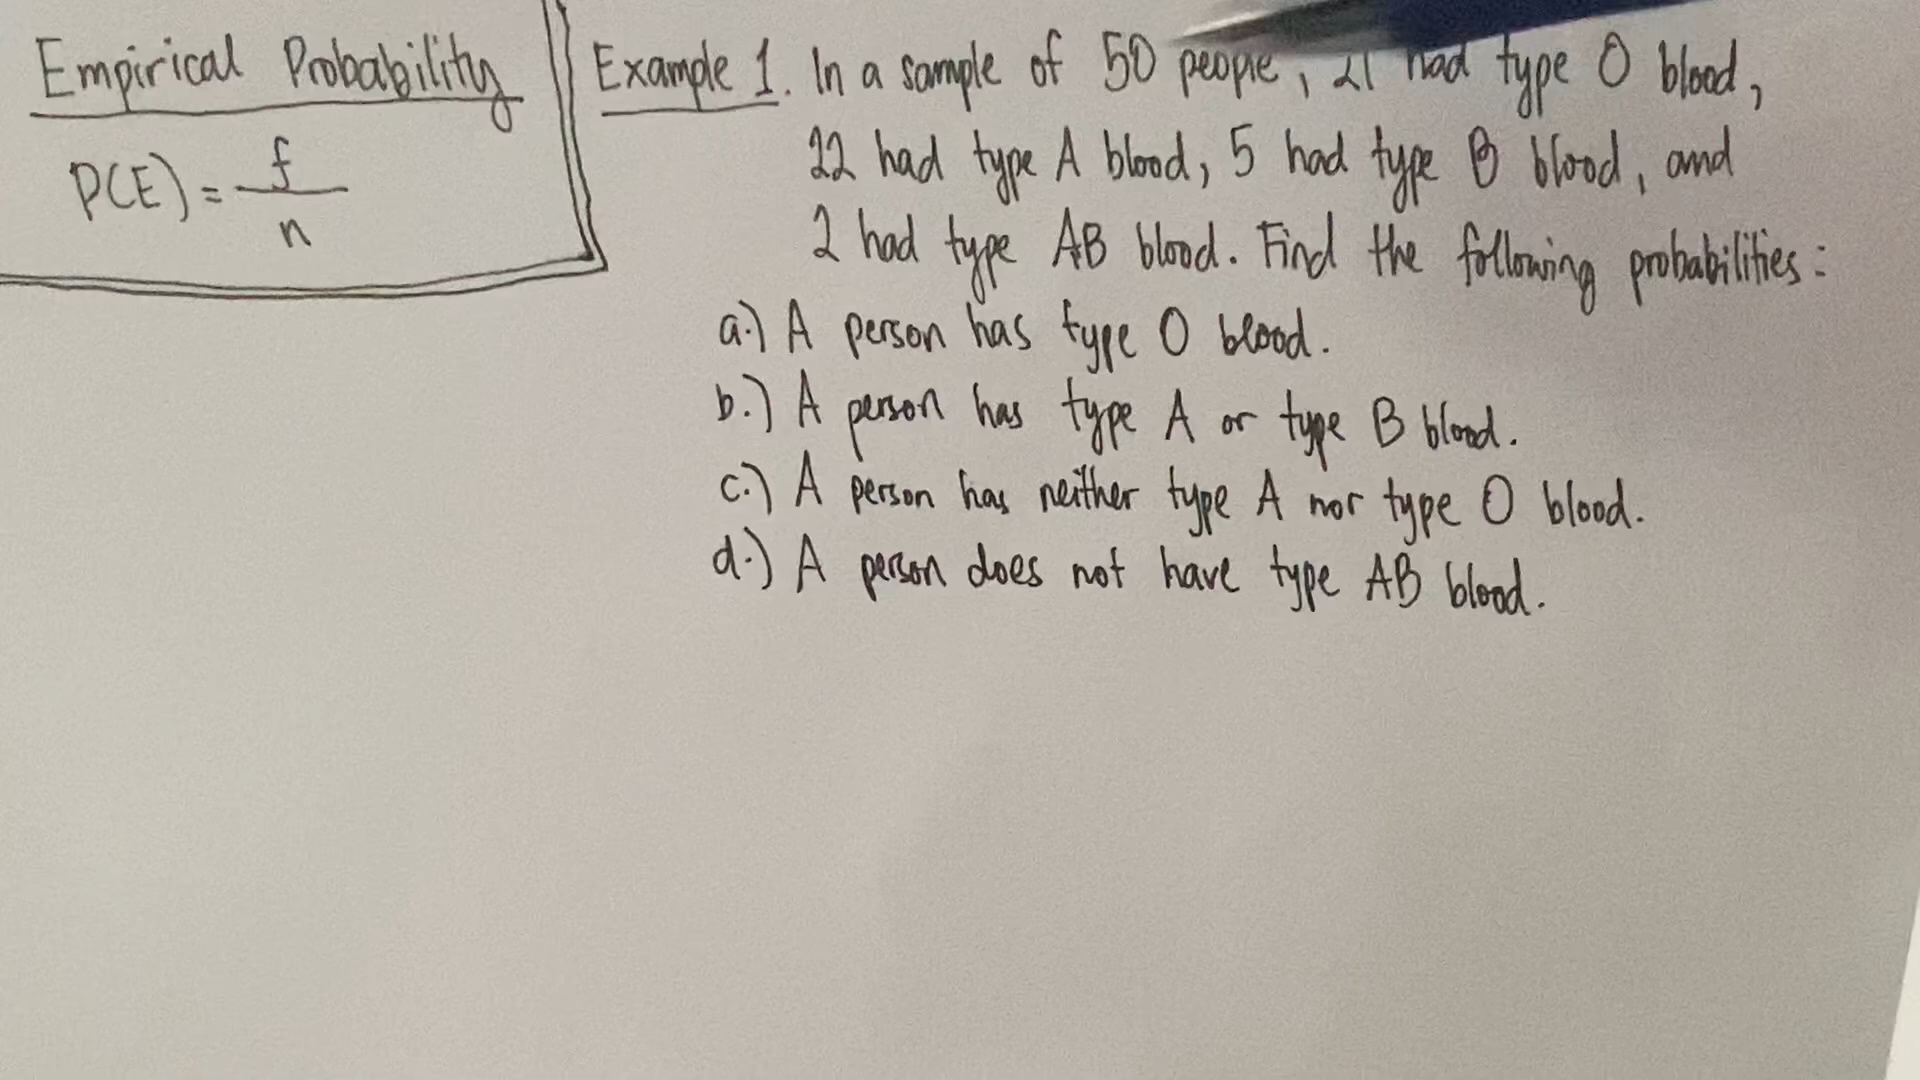 Empirical Probability
P(E) = f
n
Example 1. In a sample of 50 people, 21 had type O blood,
22 had type A blood, 5 had type B blood, and
2 had type AB blood. Find the following probabilities:
a.) A person has type O blood.
b.) A person has type A or type B blood.
c.) A person has neither type A nor type O blood.
d.) A person does not have type AB blood.